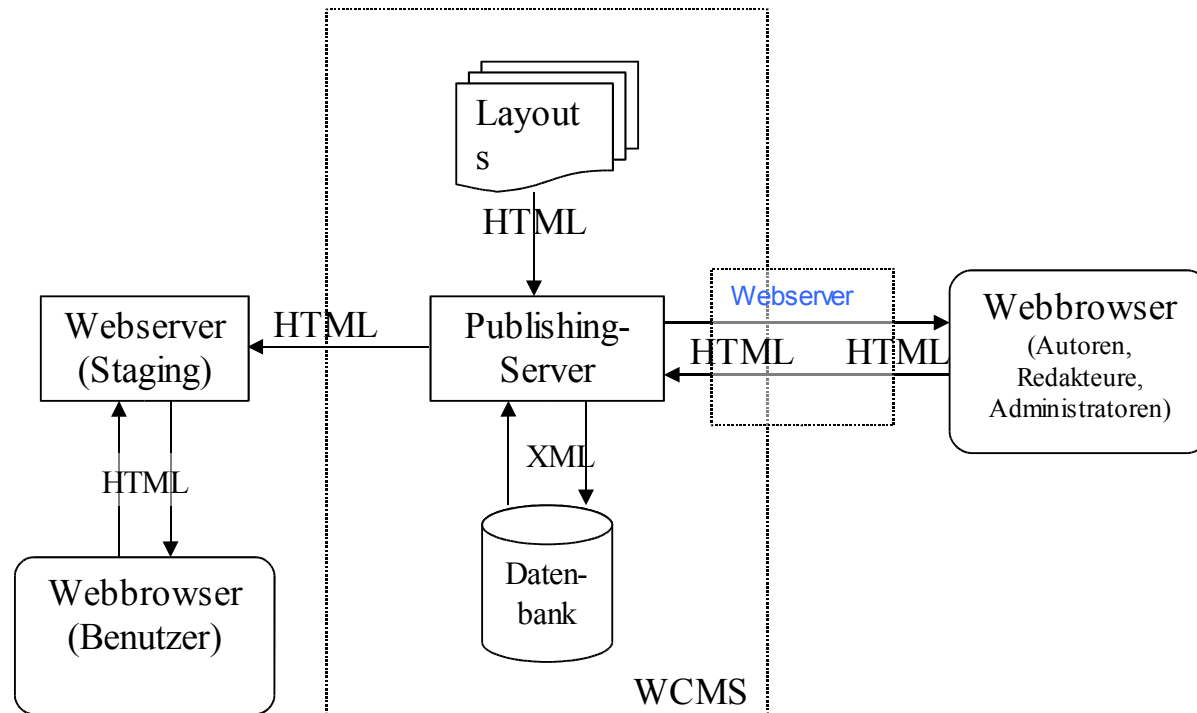 Layout
s
HTML
Webserver
Webserver
(Staging)
HTML
Publishing-
Server
HTML
HTML
Webbrowser
(Autoren,
Redakteure,
Administratoren)
HTML
XML
Webbrowser
(Benutzer)
Daten-
bank
WCMS